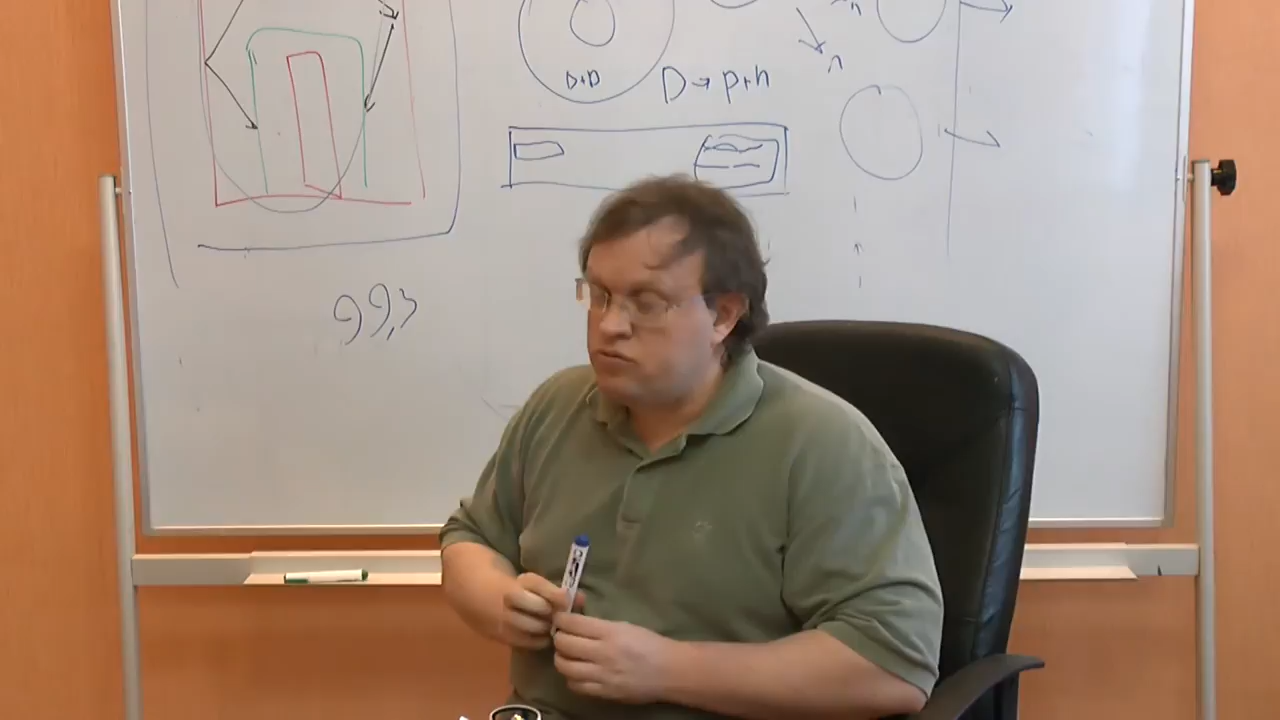 n
n
D+D
D → p+n
99,3